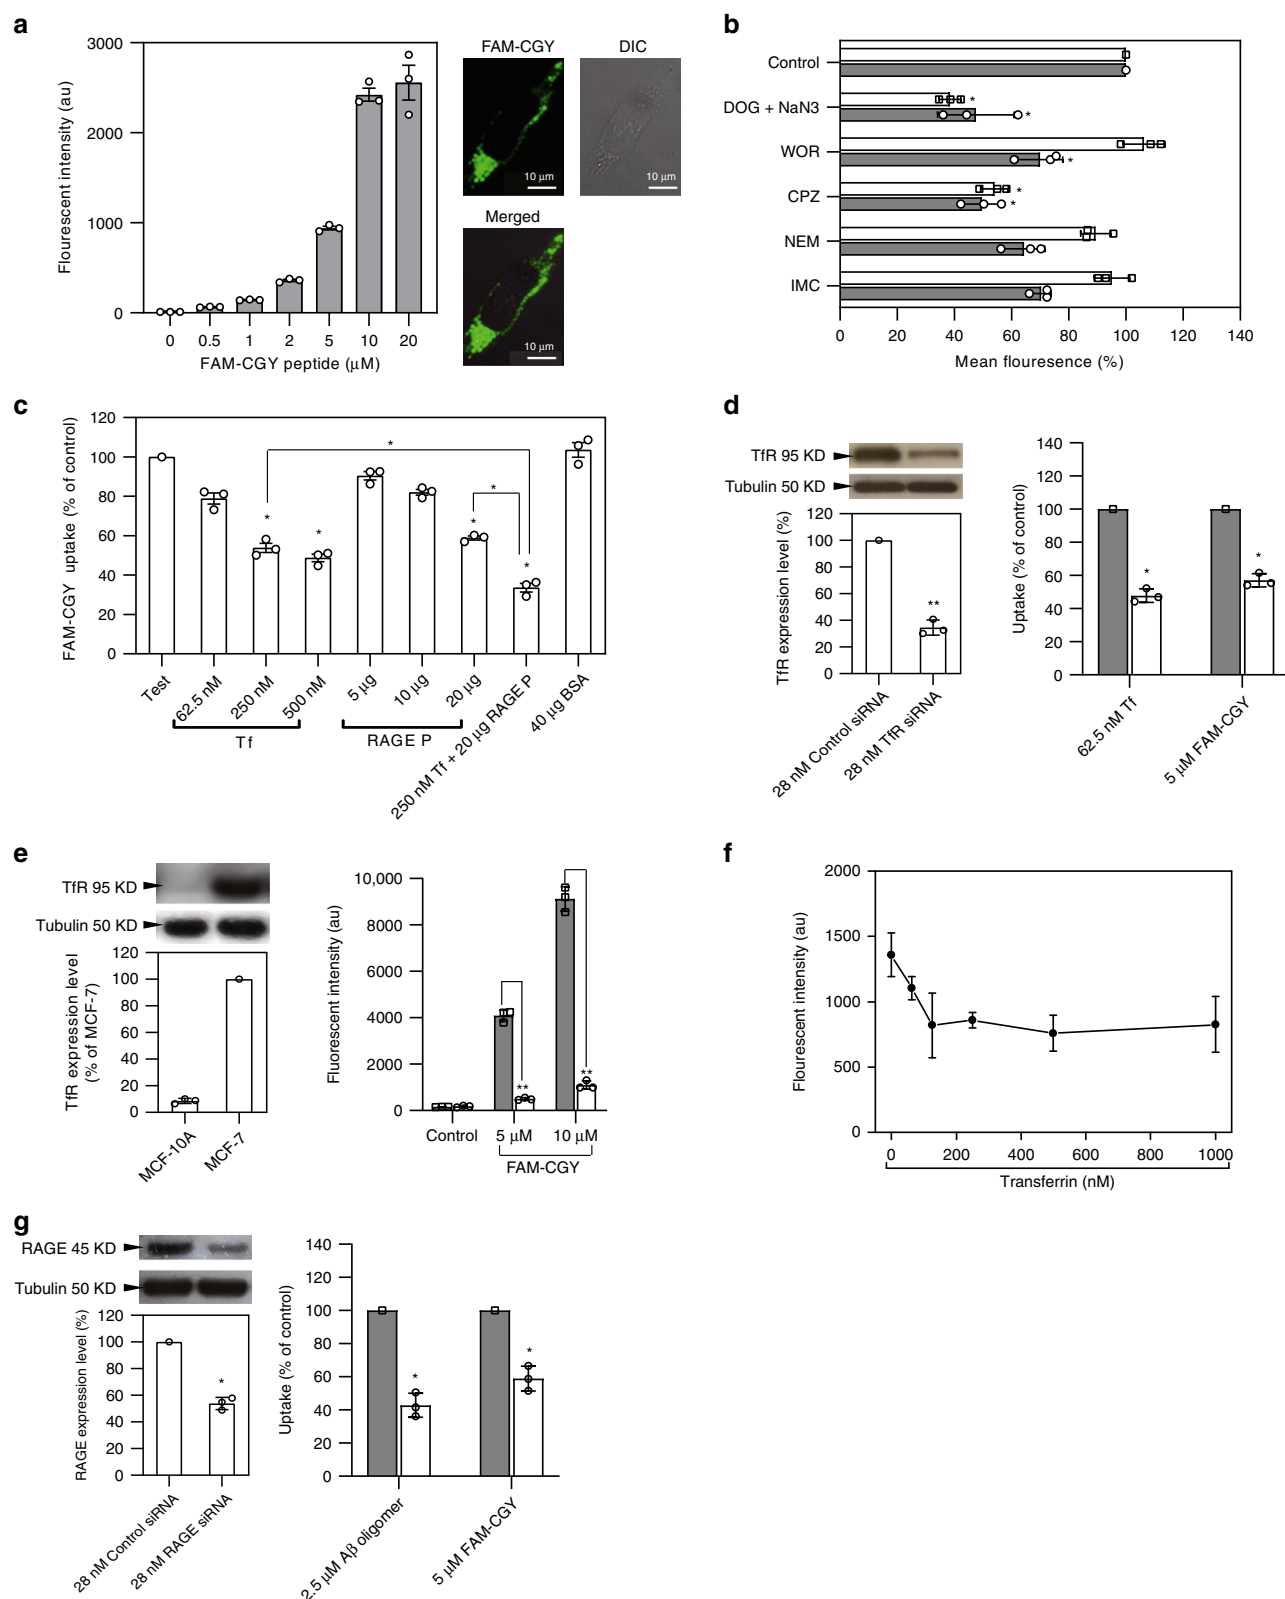 a
3000
2000
1000
0
Flourescent intensity (au)
0 0.5 1 2 5 10 20
FAM-CGY peptide (μM)
FAM-CGY
10 μm
DIC
10 μm
Merged
10 μm
b
Control
DOG + NaN3
WOR
CPZ
NEM
IMC
*
*
*
*
*
0 20 40 60 80 100 120 140
Mean flouresence (%)
c
FAM-CGY uptake (% of control)
120
100
80
60
40
20
0
*
*
*
*
*
*
Test
62.5 nM
250 nM
500 nM
5 μg
10 μg
20 μg
250 nM Tf + 20 μg RAGE P
40 μg BSA
Tf
RAGE P
d
TfR 95 KD
Tubulin 50 KD
TfR expression level (%)
120
100
80
60
40
20
0
**
28 nM Control siRNA
28 nM TfR siRNA
Uptake (% of control)
140
120
100
80
60
40
20
0
*
*
62.5 nM Tf
5 μM FAM-CGY
e
TfR 95 KD
Tubulin 50 KD
TfR expression level
(% of MCF-7)
120
100
80
60
40
20
0
MCF-10A
MCF-7
Fluorescent intensity (au)
10,000
8000
6000
4000
2000
0
**
**
Control 5 μM 10 μM
FAM-CGY
f
Flourescent intensity (au)
2000
1500
1000
500
0
0 200 400 600 800 1000
Transferrin (nM)
g
RAGE 45 KD
Tubulin 50 KD
RAGE expression level (%)
120
100
80
60
40
20
0
*
28 nM Control siRNA
28 nM RAGE siRNA
Uptake (% of control)
140
120
100
80
60
40
20
0
*
*
2.5 μM Aβ oligomer
5 μM FAM-CGY